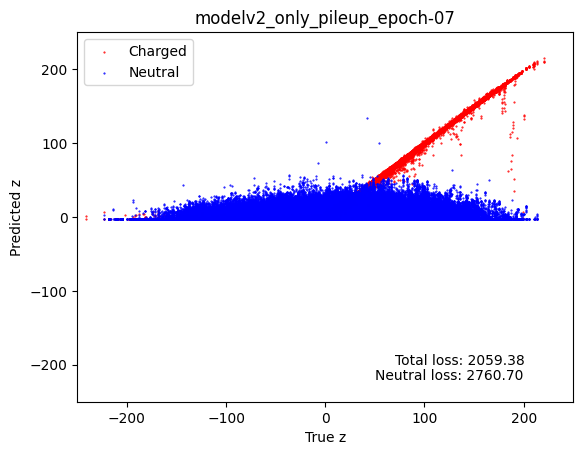 modelv2_only_pileup_epoch-07
Charged
Neutral
200
100
0
−100
−200
Predicted z
Total loss: 2059.38
Neutral loss: 2760.70
−200
−100
0
100
200
True z